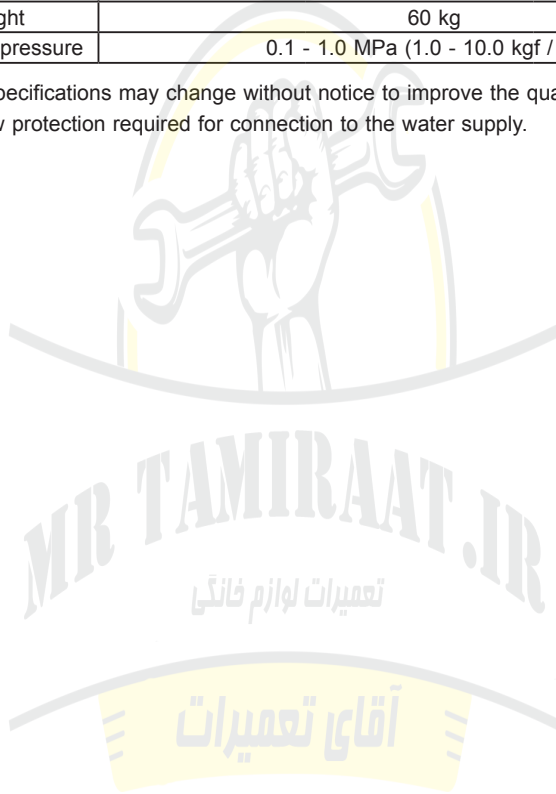 ght 60 kg
pressure 0.1 - 1.0 MPa (1.0 - 10.0 kgf /
pecifications may change without notice to improve the qua
w protection required for connection to the water supply.
MR TAMIRAAT.IR
تعمیرات لوازم خانگی
آقای تعمیرات